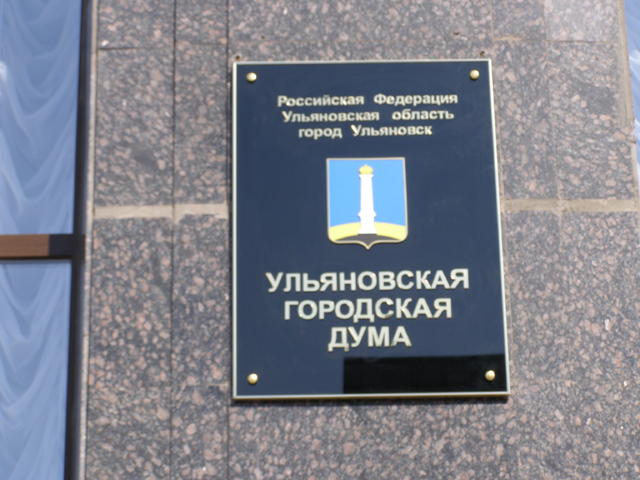 Российская Федерация
Ульяновская область
город Ульяновск
УЛЬЯНОВСКАЯ
ГОРОДСКАЯ
ДУМА